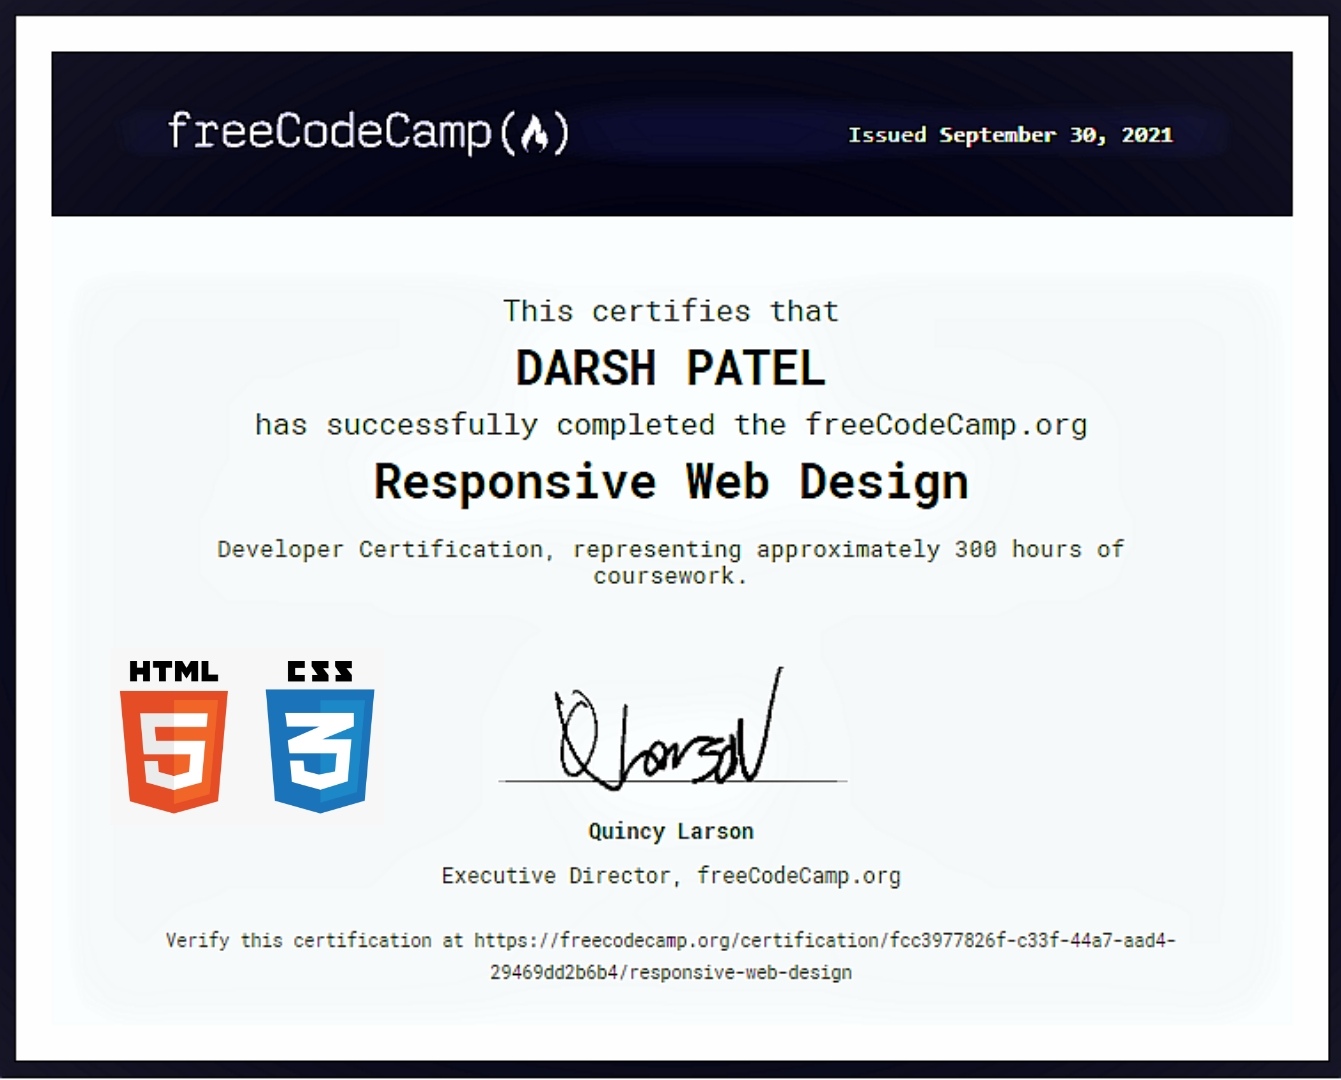 freeCodeCamp
Issued September 30, 2021
This certifies that
DARSH PATEL
has successfully completed the freeCodeCamp.org
Responsive Web Design
Developer Certification, representing approximately 300 hours of
coursework.
HTML
5
CSS
3
Q Larson
Quincy Larson
Executive Director, freeCodeCamp.org
Verify this certification at https://freecodecamp.org/certification/fcc3977826f-c33f-44a7-aad4-
29469dd2b6b4/responsive-web-design